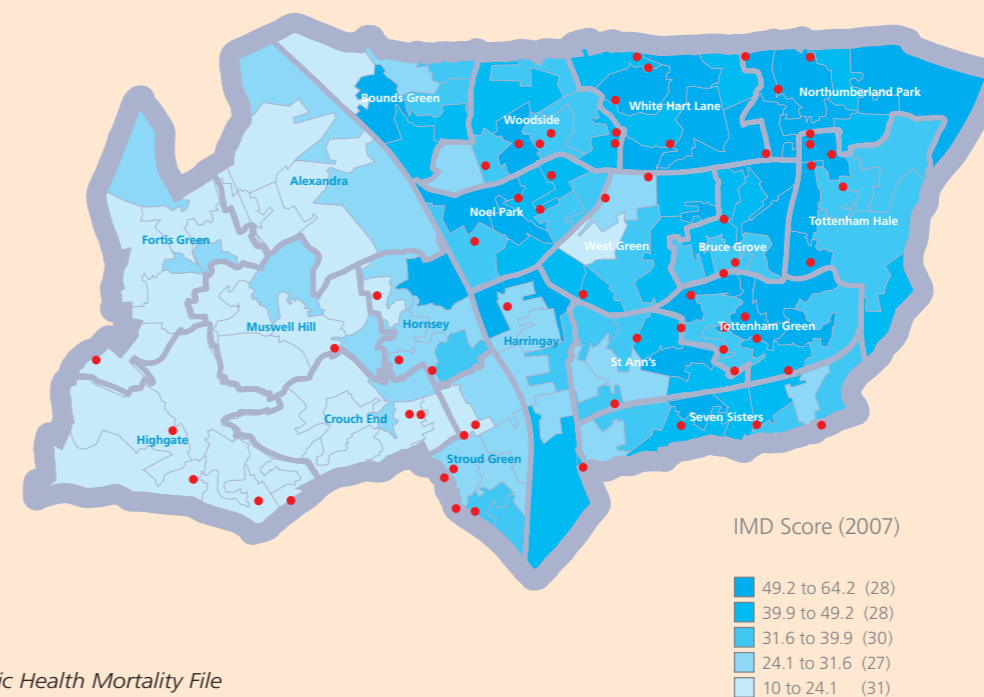 Bounds Green
Woodside
White Hart Lane
Northumberland Park
Alexandra
Noel Park
Tottenham Hale
Fortis Green
West Green
Bruce Grove
Muswell Hill
Hornsey
Harringay
Tottenham Green
St Ann's
Crouch End
Seven Sisters
Highgate
Stroud Green
IMD Score (2007)
49.2 to 64.2 (28)
39.9 to 49.2 (28)
31.6 to 39.9 (30)
24.1 to 31.6 (27)
10 to 24.1 (31)
ic Health Mortality File